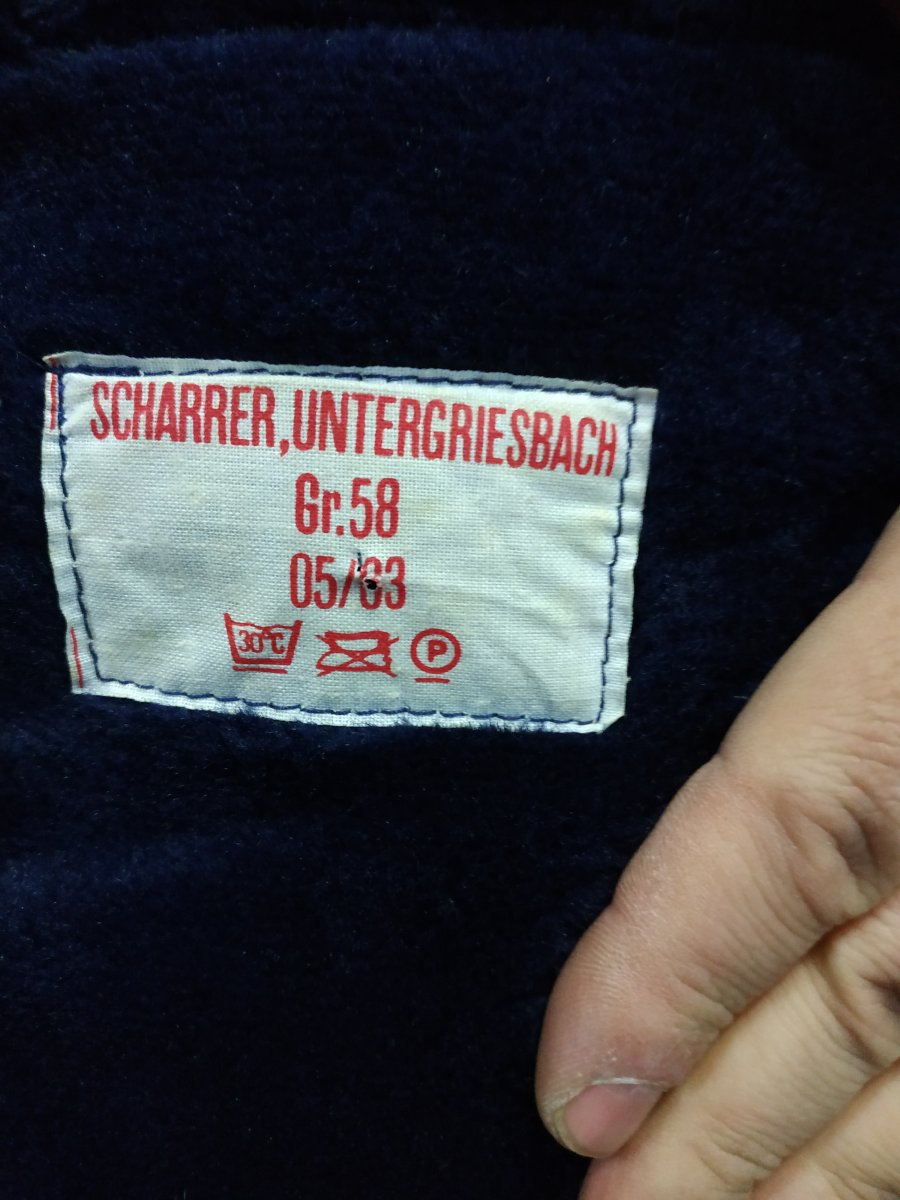 SCHARRER, UNTERGRIESBACH
Gr.58
05/83
30°C
P